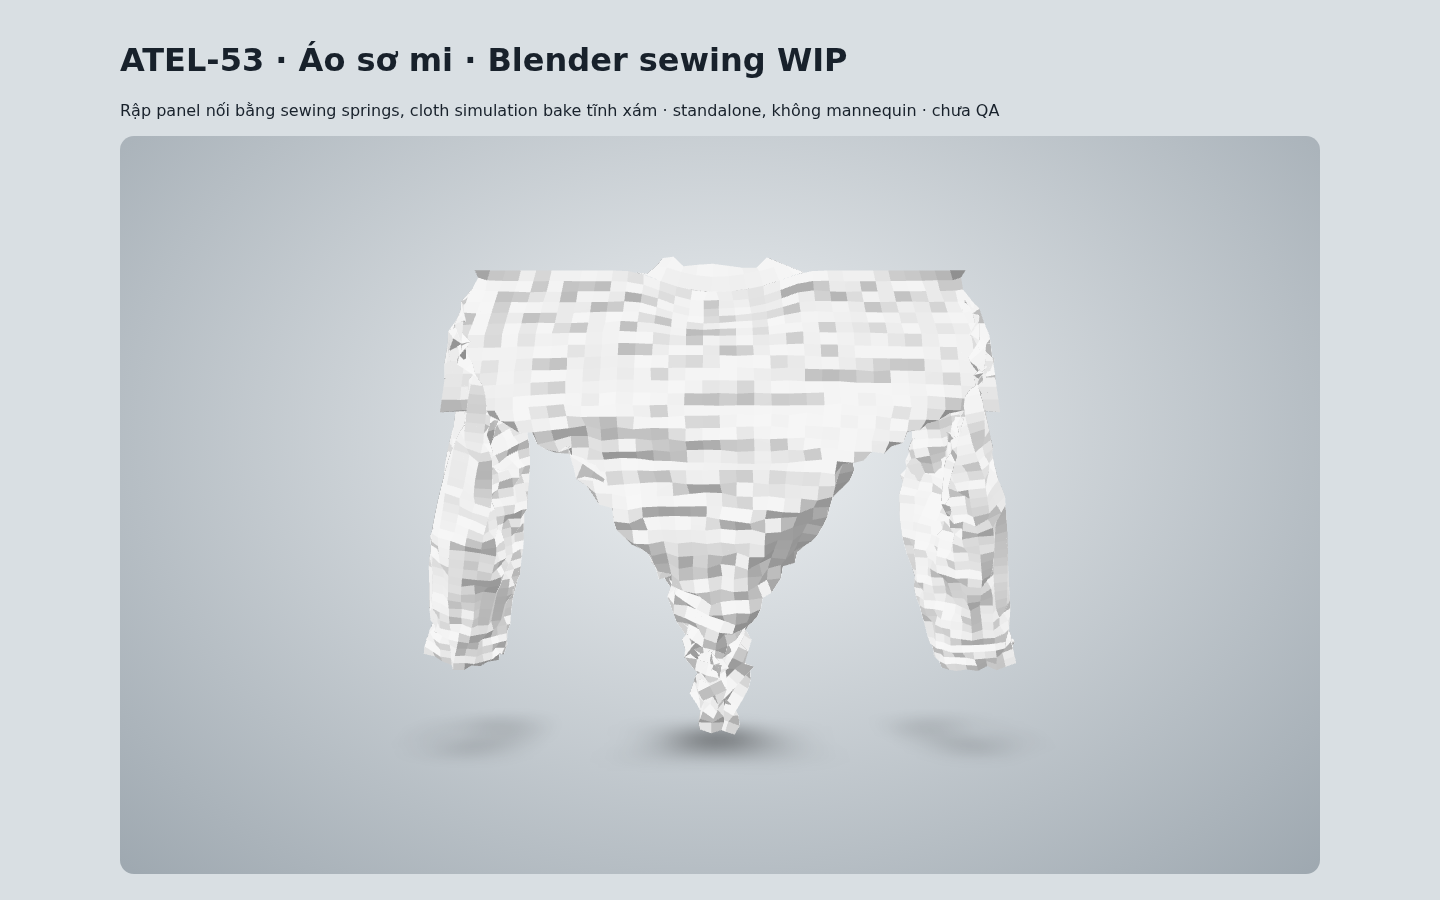 ATEL-53 · Áo sơ mi · Blender sewing WIP
Rập panel nối bằng sewing springs, cloth simulation bake tĩn xám · standalone, không mannequin · chưa QA